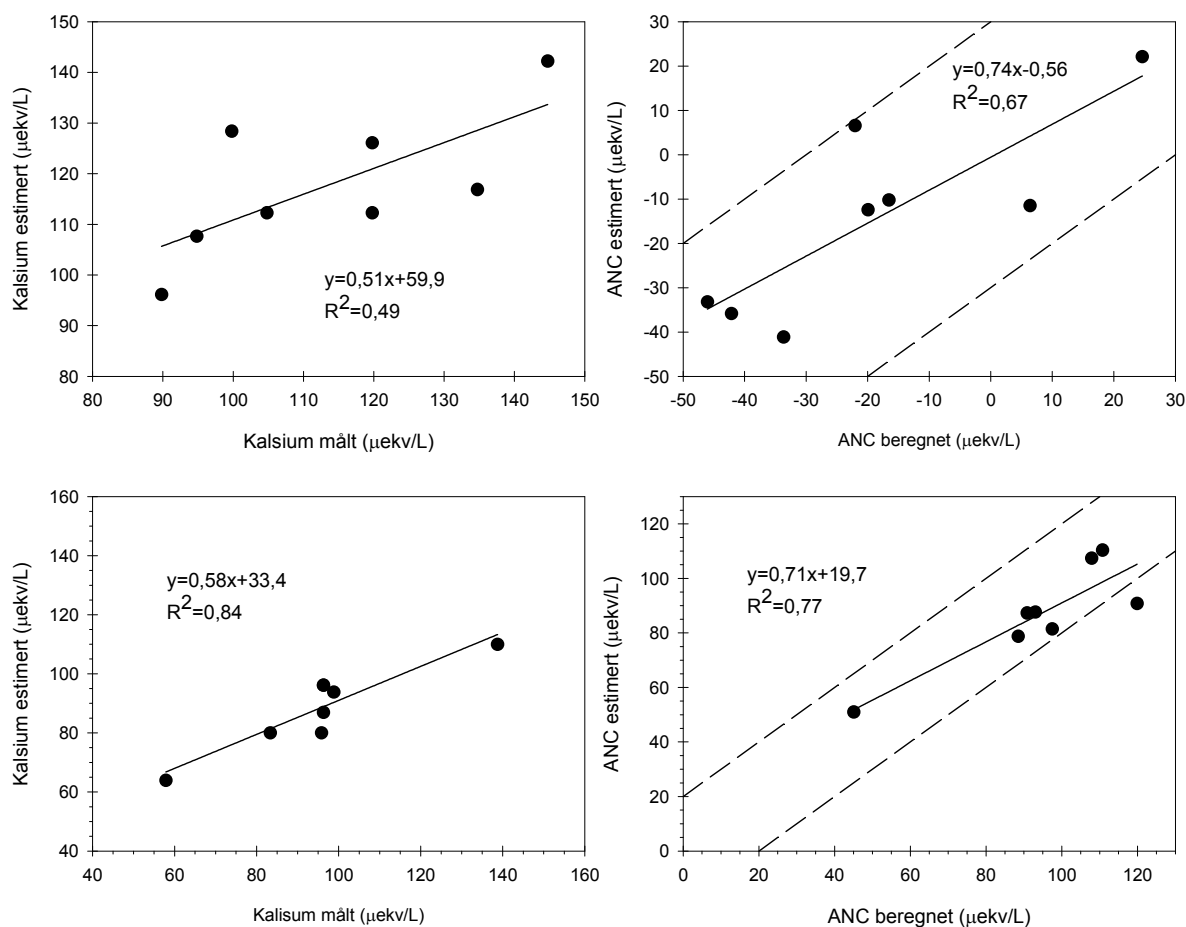 150
140
130
120
110
100
90
80
Kalsium estimert (μekv/L)
y=0,51x+59,9
R2=0,49
80 90 100 110 120 130 140 150
Kalsium målt (μekv/L)
30
20
10
0
-10
-20
-30
-40
-50
ANC estimert (μekv/L)
y=0,74x-0,56
R2=0,67
-50 -40 -30 -20 -10 0 10 20 30
ANC beregnet (μekv/L)
160
140
120
100
80
60
40
Kalsium estimert (μekv/L)
y=0,58x+33,4
R2=0,84
40 60 80 100 120 140 160
Kalisum målt (μekv/L)
120
100
80
60
40
20
0
ANC estimert (μekv/L)
y=0,71x+19,7
R2=0,77
0 20 40 60 80 100 120
ANC beregnet (μekv/L)